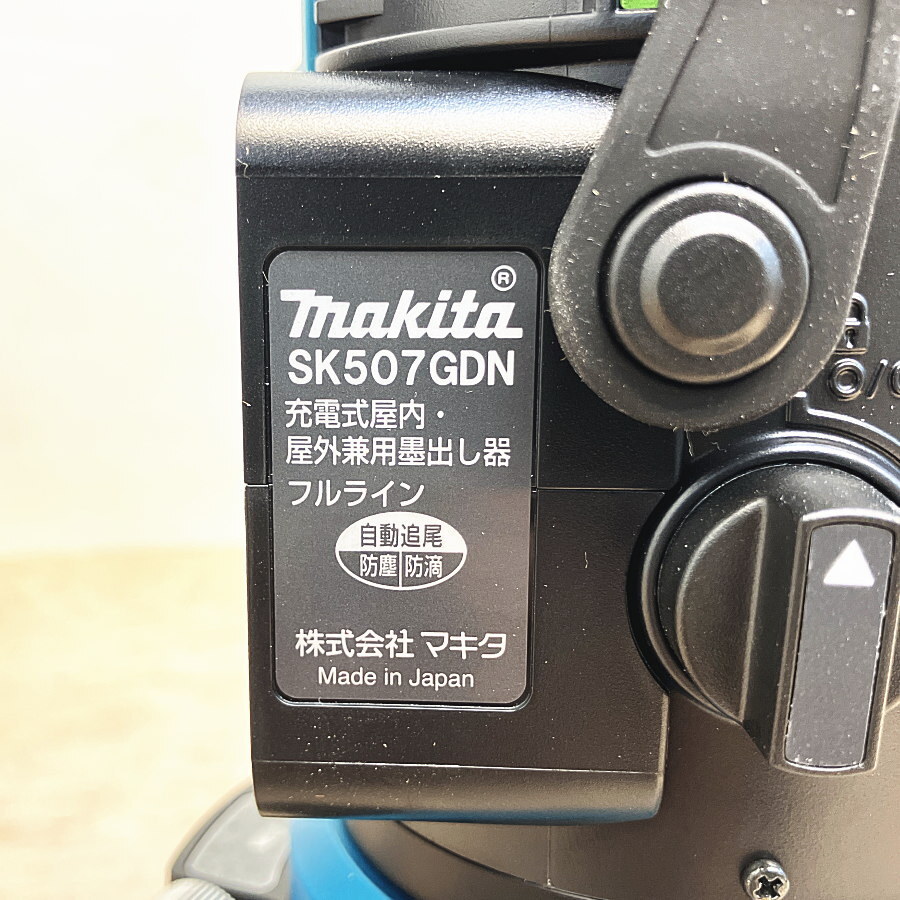 makita®
SK507GDN
充電式屋内・
屋外兼用墨出し器
フルライン
自動追尾
防塵 防滴
株式会社 マキタ
Made in Japan